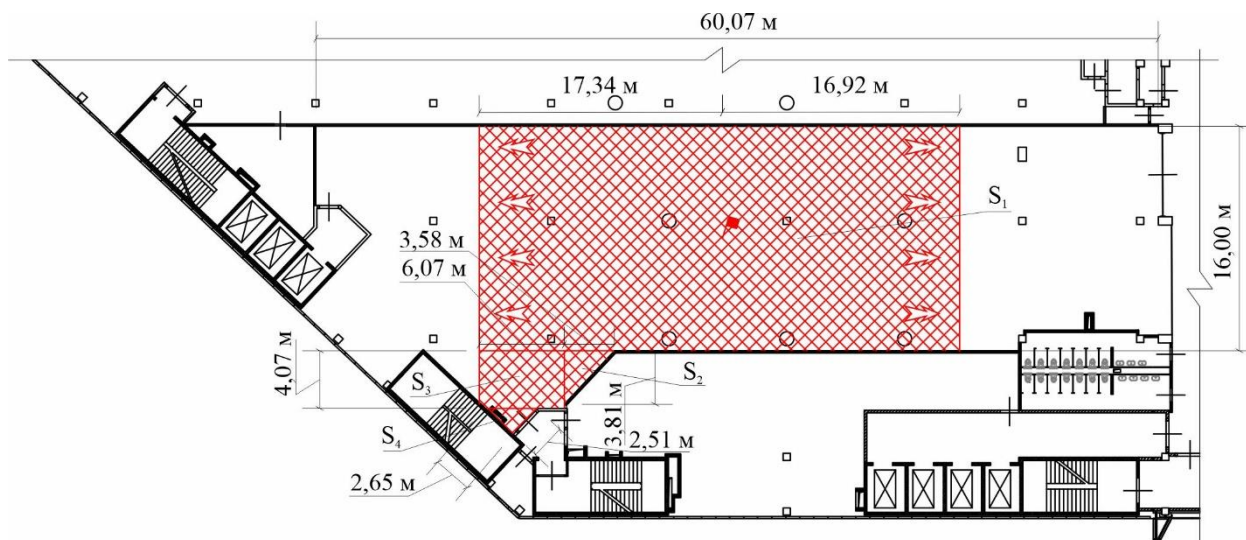 60,07 м
17,34 м
16,92 м
S₁
3,58 м
6,07 м
16,00 м
4,07 м
S₃
S₂
S₄
3,81 м
2,51 м
2,65 м